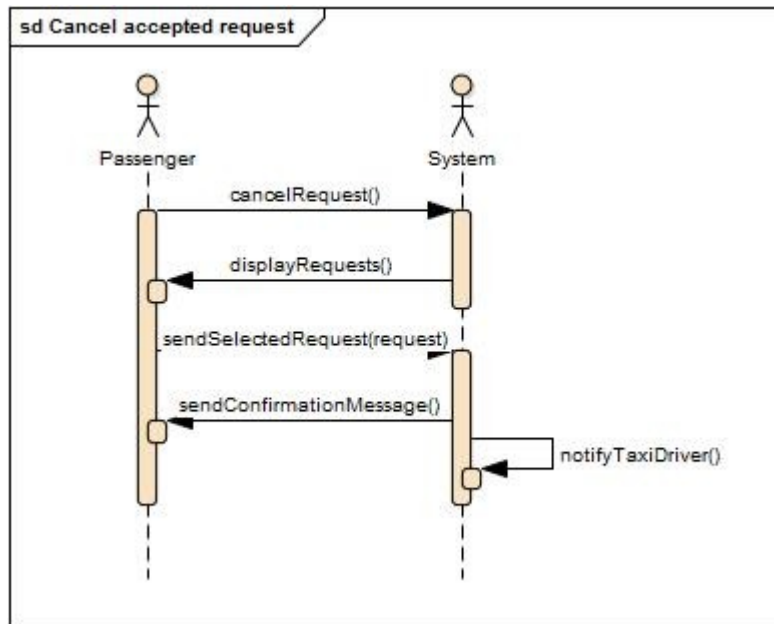 sd Cancel accepted request
Passenger
System
cancelRequest()
displayRequests()
sendSelectedRequest(request)
sendConfirmationMessage()
notifyTaxiDriver()